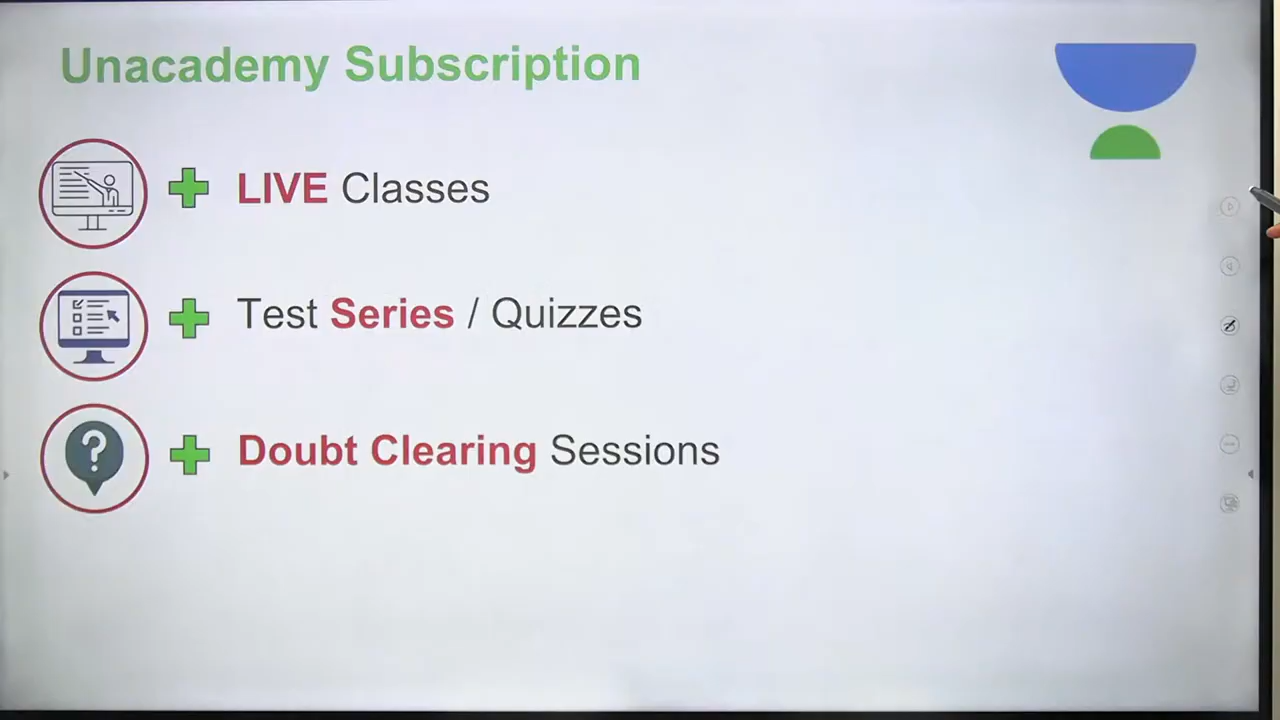 Unacademy Subscription
LIVE Classes
Test Series / Quizzes
Doubt Clearing Sessions